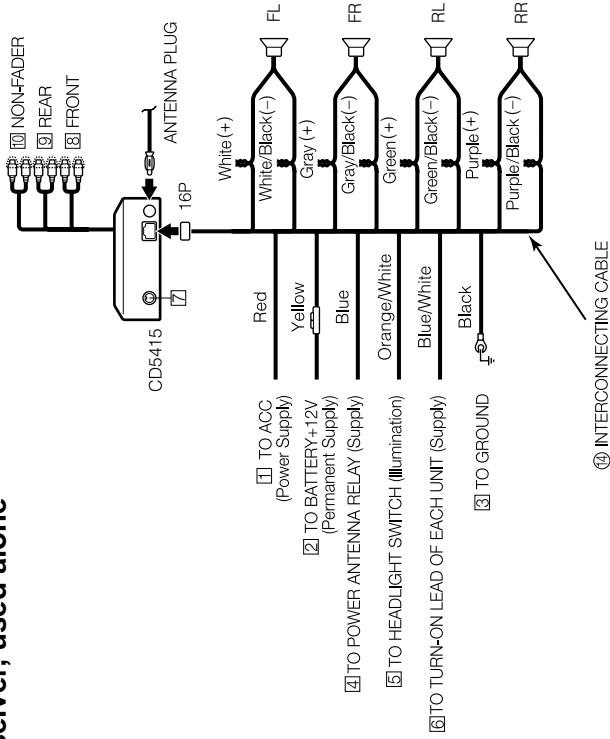 eiver, used alone
10 NON-FADER
9 REAR
8 FRONT
ANTENNA PLUG
16P
7
CD5415
FL
FR
RL
RR
White(+)
White/Black(−)
Gray (+)
Gray/Black(−)
Green(+)
Green/Black(−)
Purple(+)
Purple/Black(−)
Red
Yellow
Blue
Orange/White
Blue/White
Black
1 TO ACC
(Power Supply)
2 TO BATTERY+12V
(Permanent Supply)
4 TO POWER ANTENNA RELAY (Supply)
5 TO HEADLIGHT SWITCH (Illumination)
6 TO TURN-ON LEAD OF EACH UNIT (Supply)
3 TO GROUND
⑭ INTERCONNECTING CABLE